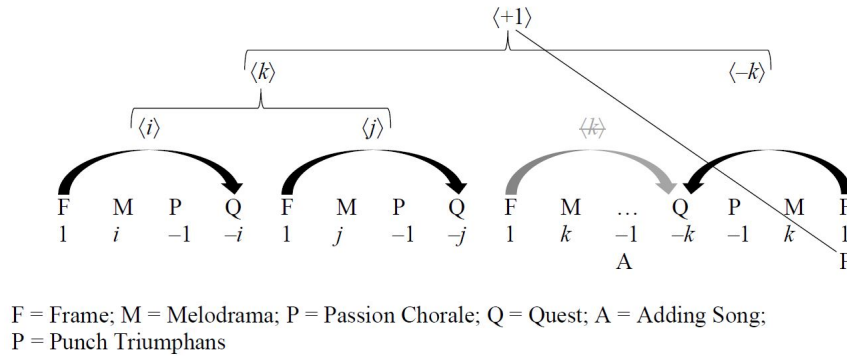 ⟨+1⟩
⟨k⟩ ⟨–k⟩
⟨i⟩ ⟨j⟩ ⟨k⟩
F M P Q F M P Q F M … Q P M F
1 i –1 –i 1 j –1 –j 1 k –1 –k –1 k 1
A P
F = Frame; M = Melodrama; P = Passion Chorale; Q = Quest; A = Adding Song;
P = Punch Triumphans